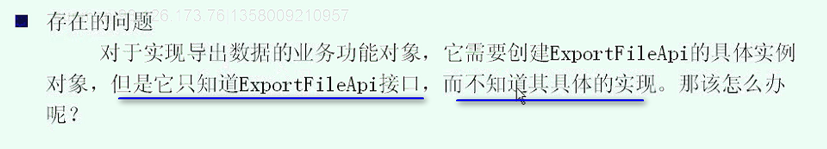 存在的问题
对于实现导出数据的业务功能对象，它需要创建ExportFileApi的具体实例
对象，但是它只知道ExportFileApi接口，而不知道其具体的实现。那该怎么办
呢？